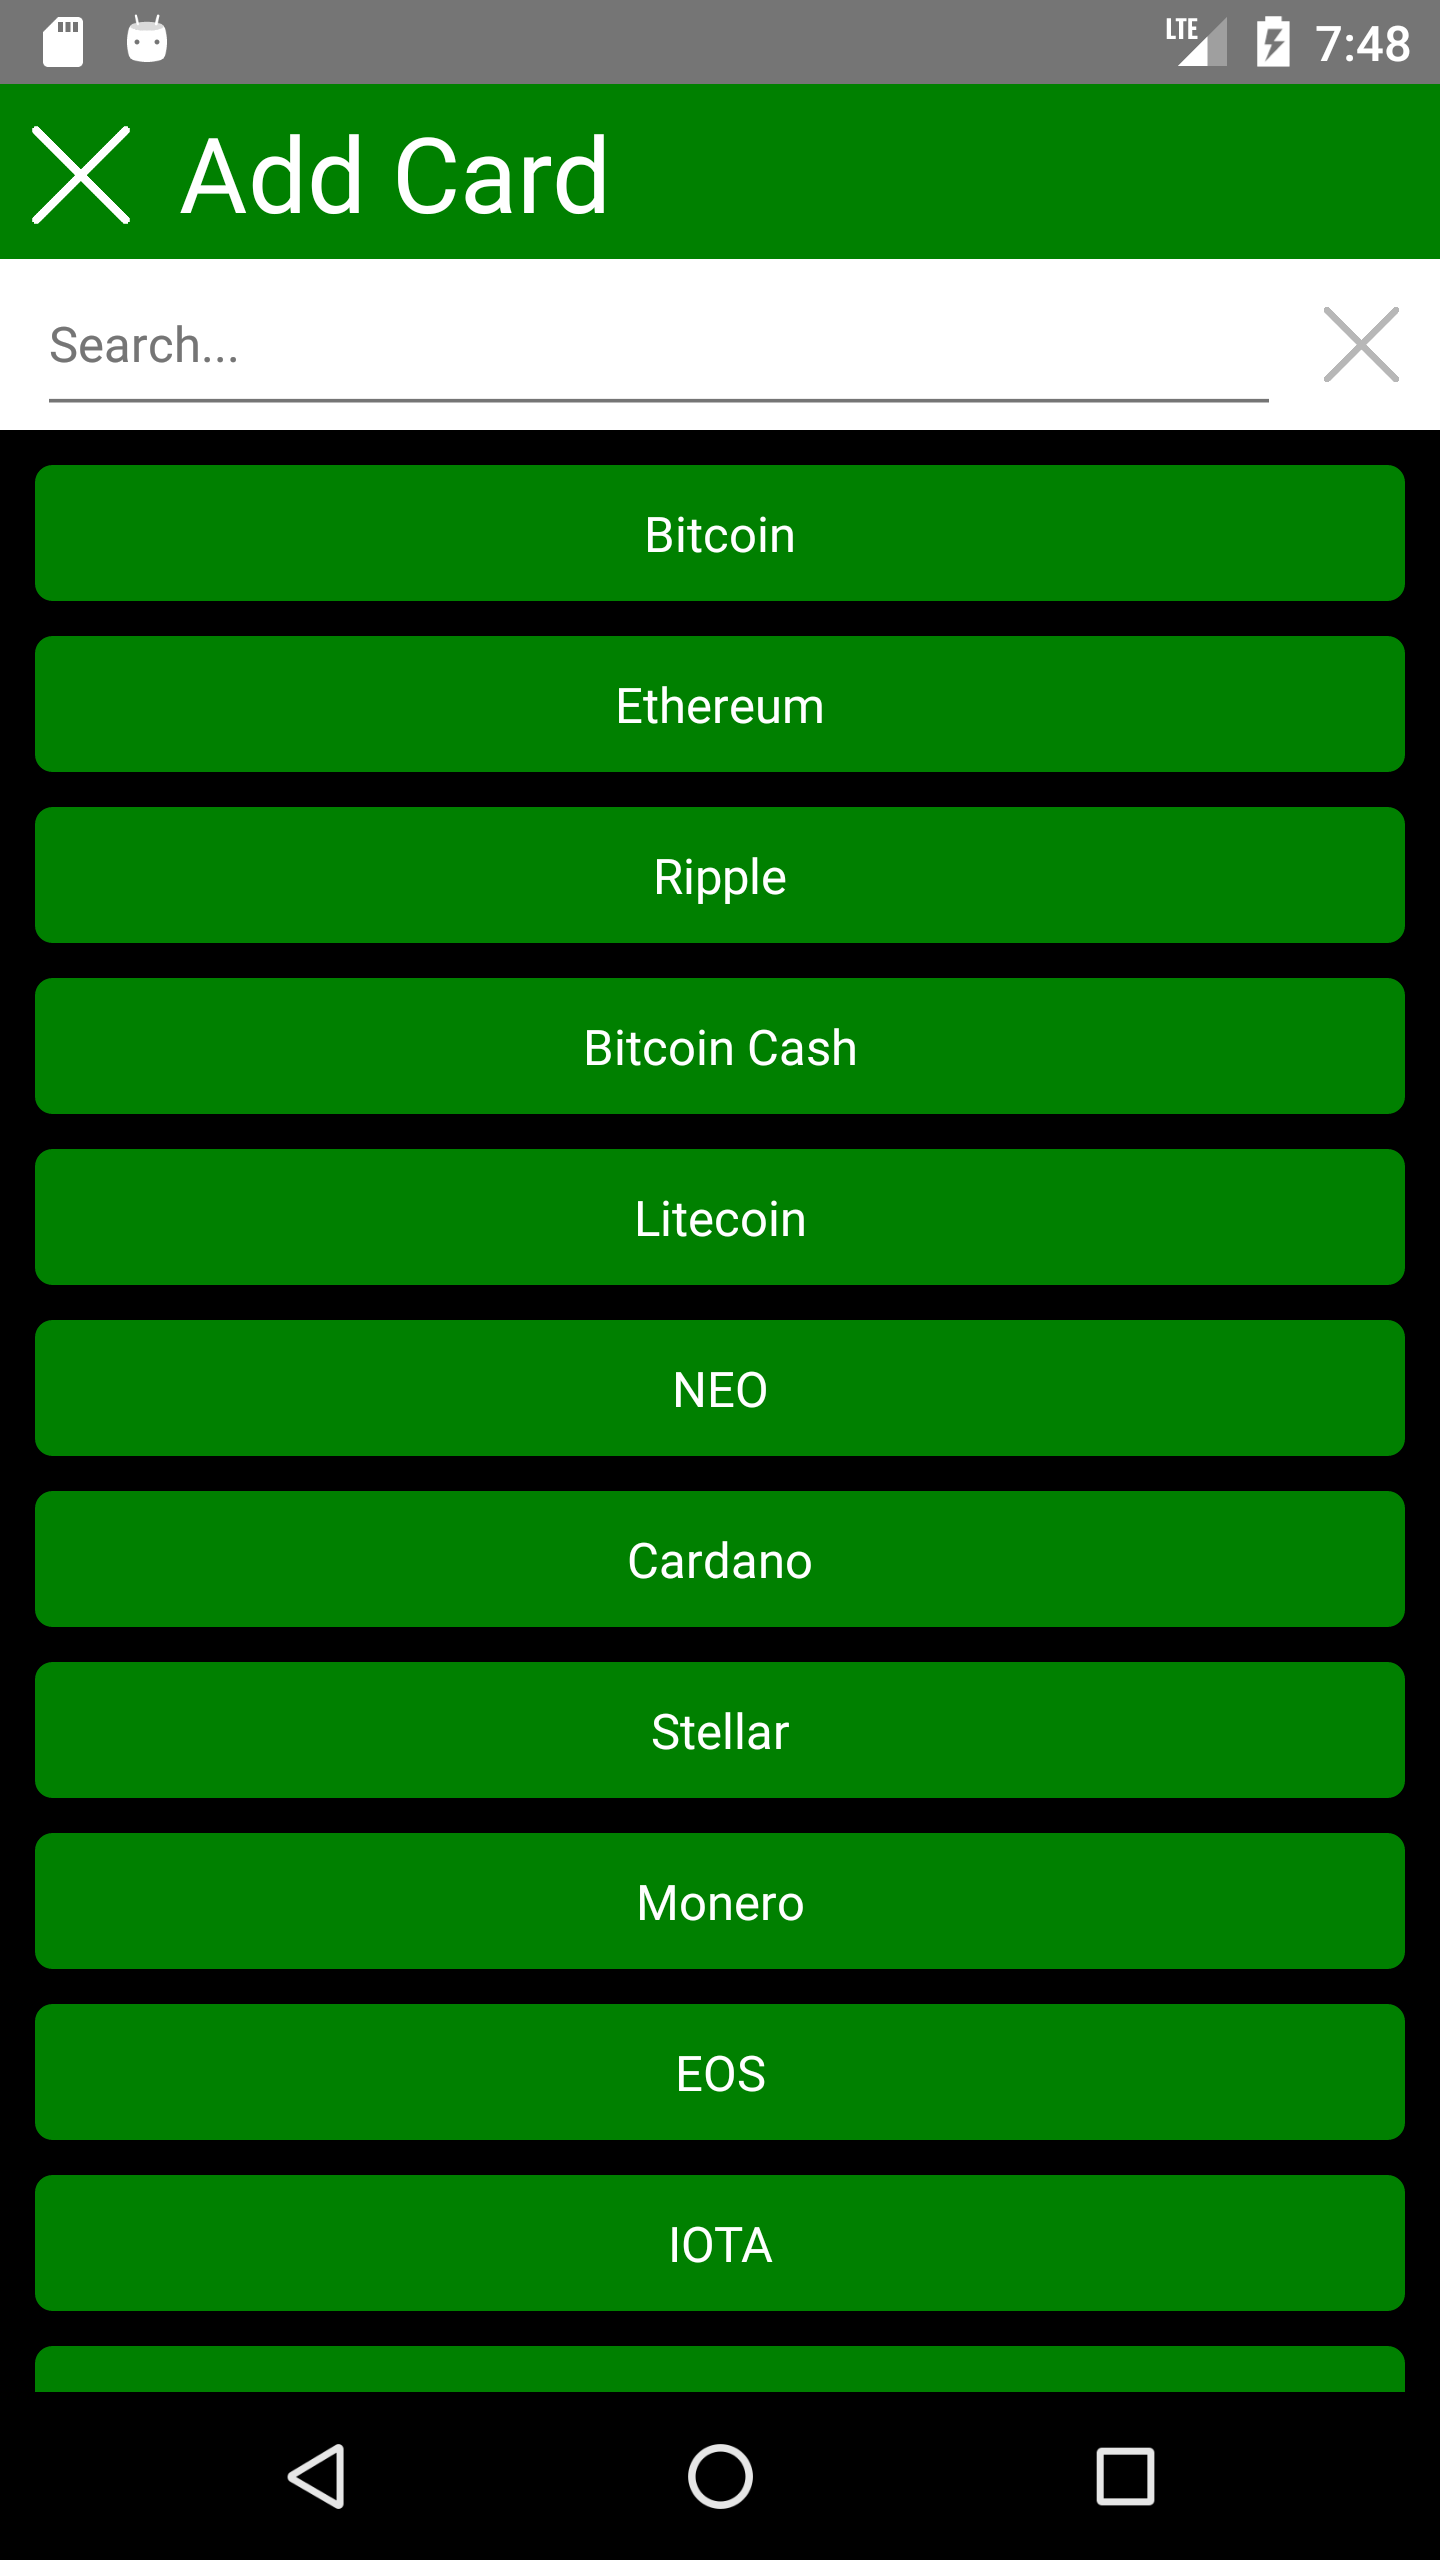 LTE 7:48
Add Card
Search...
Bitcoin
Ethereum
Ripple
Bitcoin Cash
Litecoin
NEO
Cardano
Stellar
Monero
EOS
IOTA